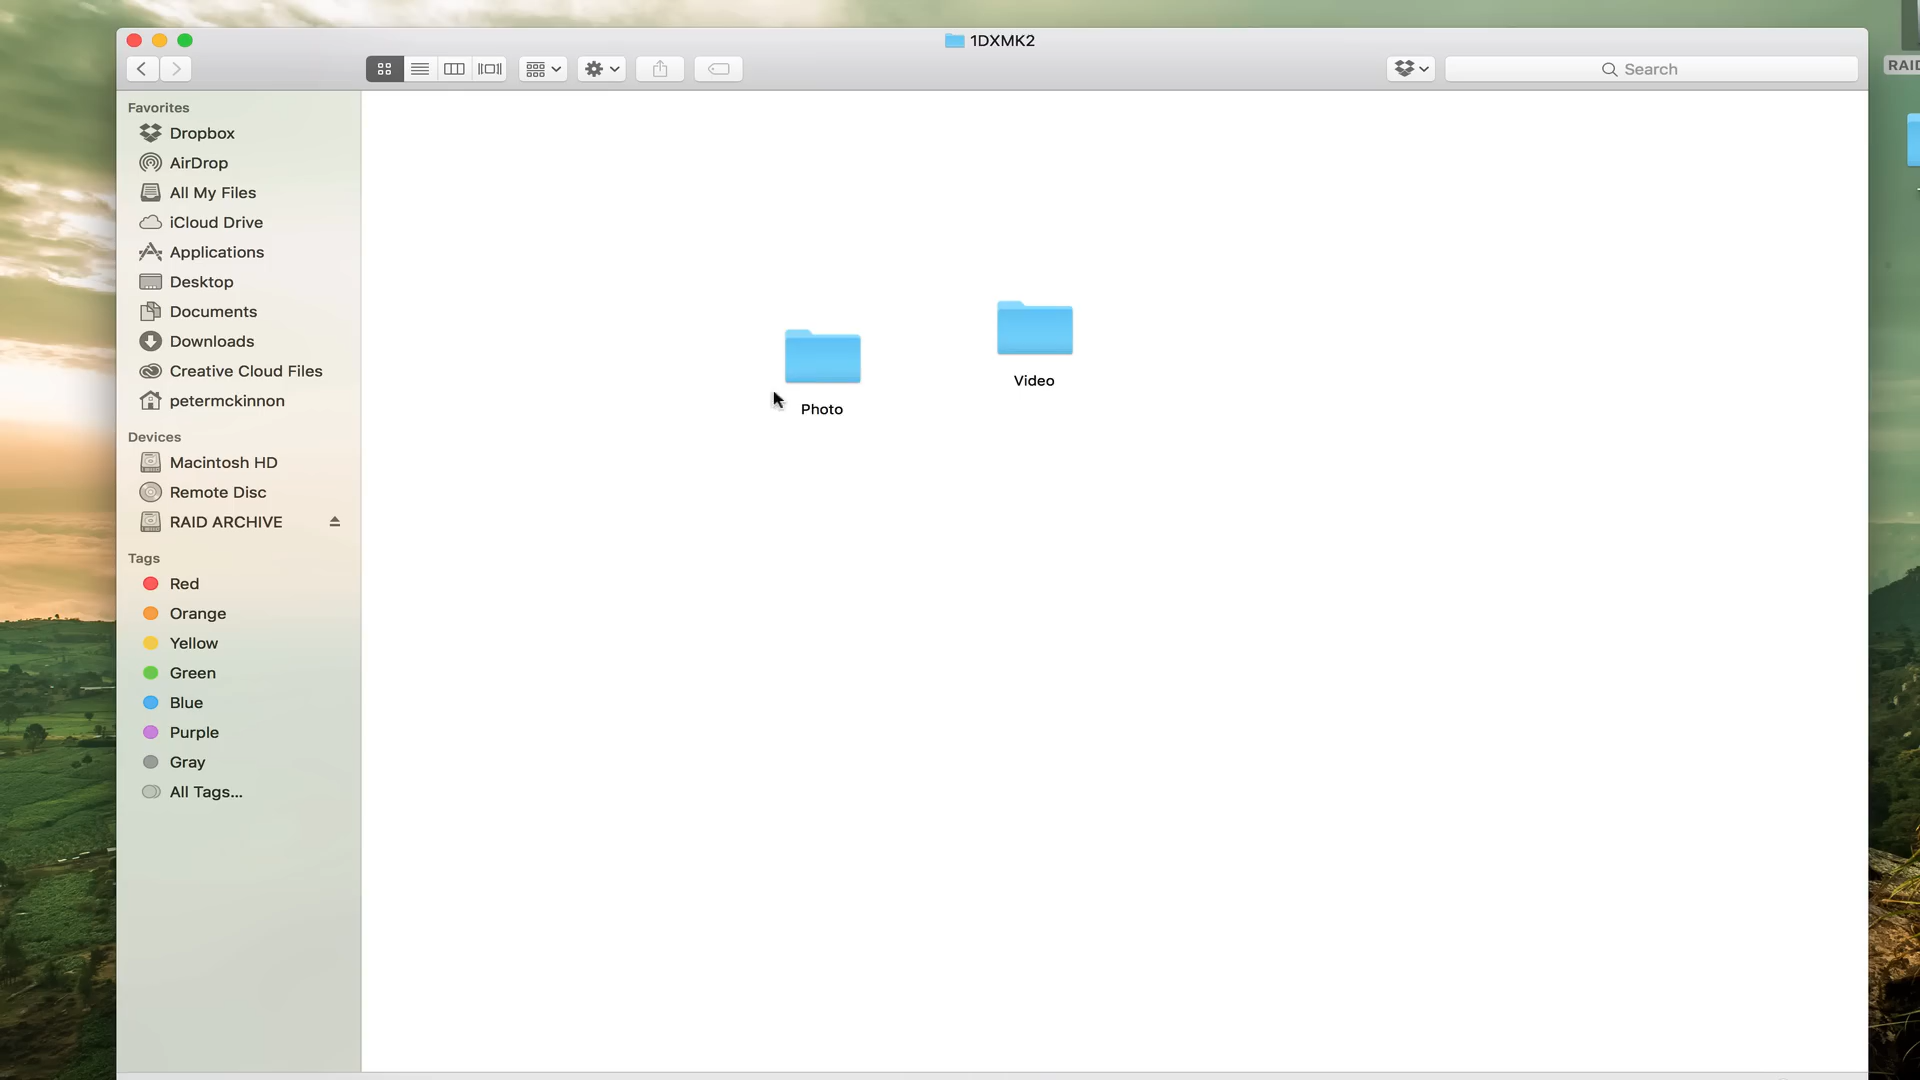 1DXMK2
Search
RAID
Favorites
Dropbox
AirDrop
All My Files
iCloud Drive
Applications
Desktop
Documents
Downloads
Creative Cloud Files
petermckinnon
Devices
Macintosh HD
Remote Disc
RAID ARCHIVE
Tags
Red
Orange
Yellow
Green
Blue
Purple
Gray
All Tags...
Photo
Video